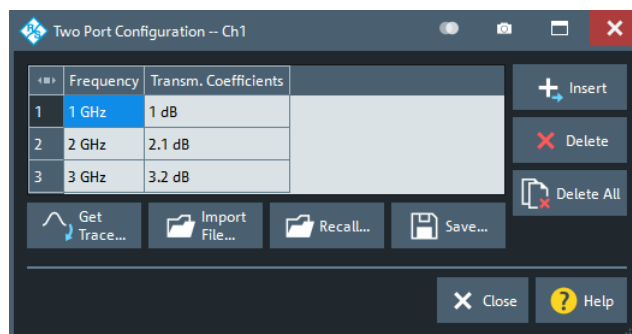 Two Port Configuration -- Ch1
Frequency Transm. Coefficients
1 1 GHz 1 dB
2 2 GHz 2.1 dB
3 3 GHz 3.2 dB
Insert
Delete
Delete All
Get Trace...
Import File...
Recall...
Save...
Close
Help